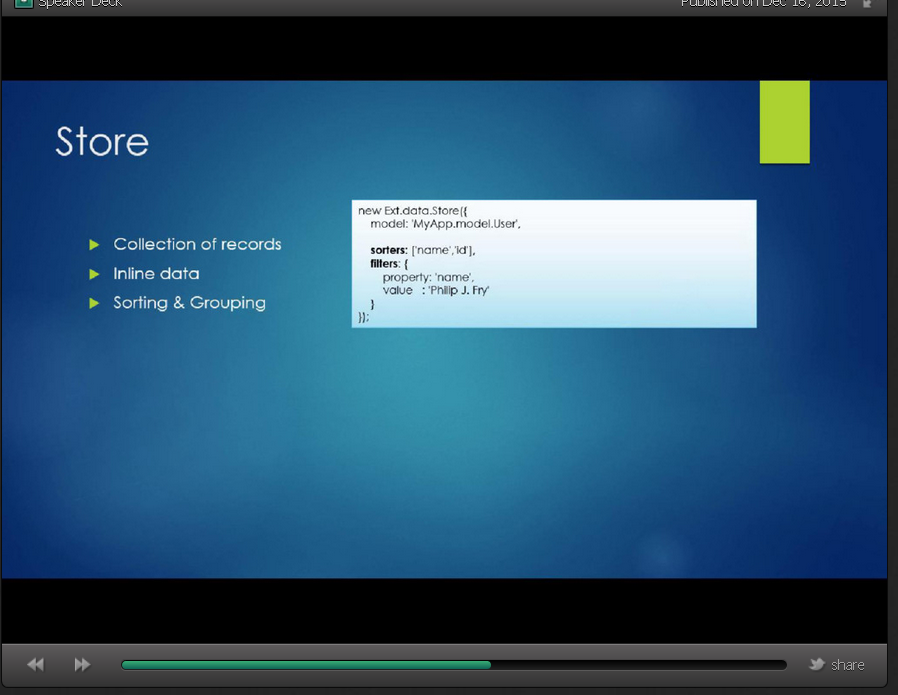 Speaker Deck
Published on Dec 16, 2015
Store
Collection of records
Inline data
Sorting & Grouping
new Ext.data.Store({
model: 'MyApp.model.User',
sorters: ['name','id'],
filters: {
property: 'name',
value : 'Philip J. Fry'
}
});
share